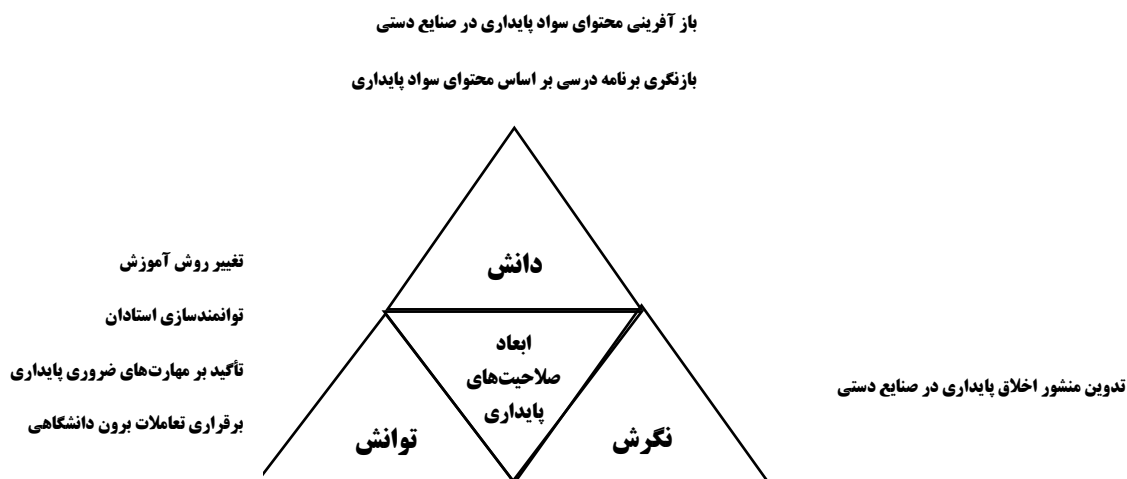 باز آفرینی محتوای سواد پایداری در صنایع دستی
بازنگری برنامه درسی بر اساس محتوای سواد پایداری
دانش
تغییر روش آموزش
توانمندسازی استادان
تأکید بر مهارت‌های ضروری پایداری
برقراری تعاملات برون دانشگاهی
ابعاد
صلاحیت‌های
پایداری
تدوین منشور اخلاق پایداری در صنایع دستی
نگرش
توانش